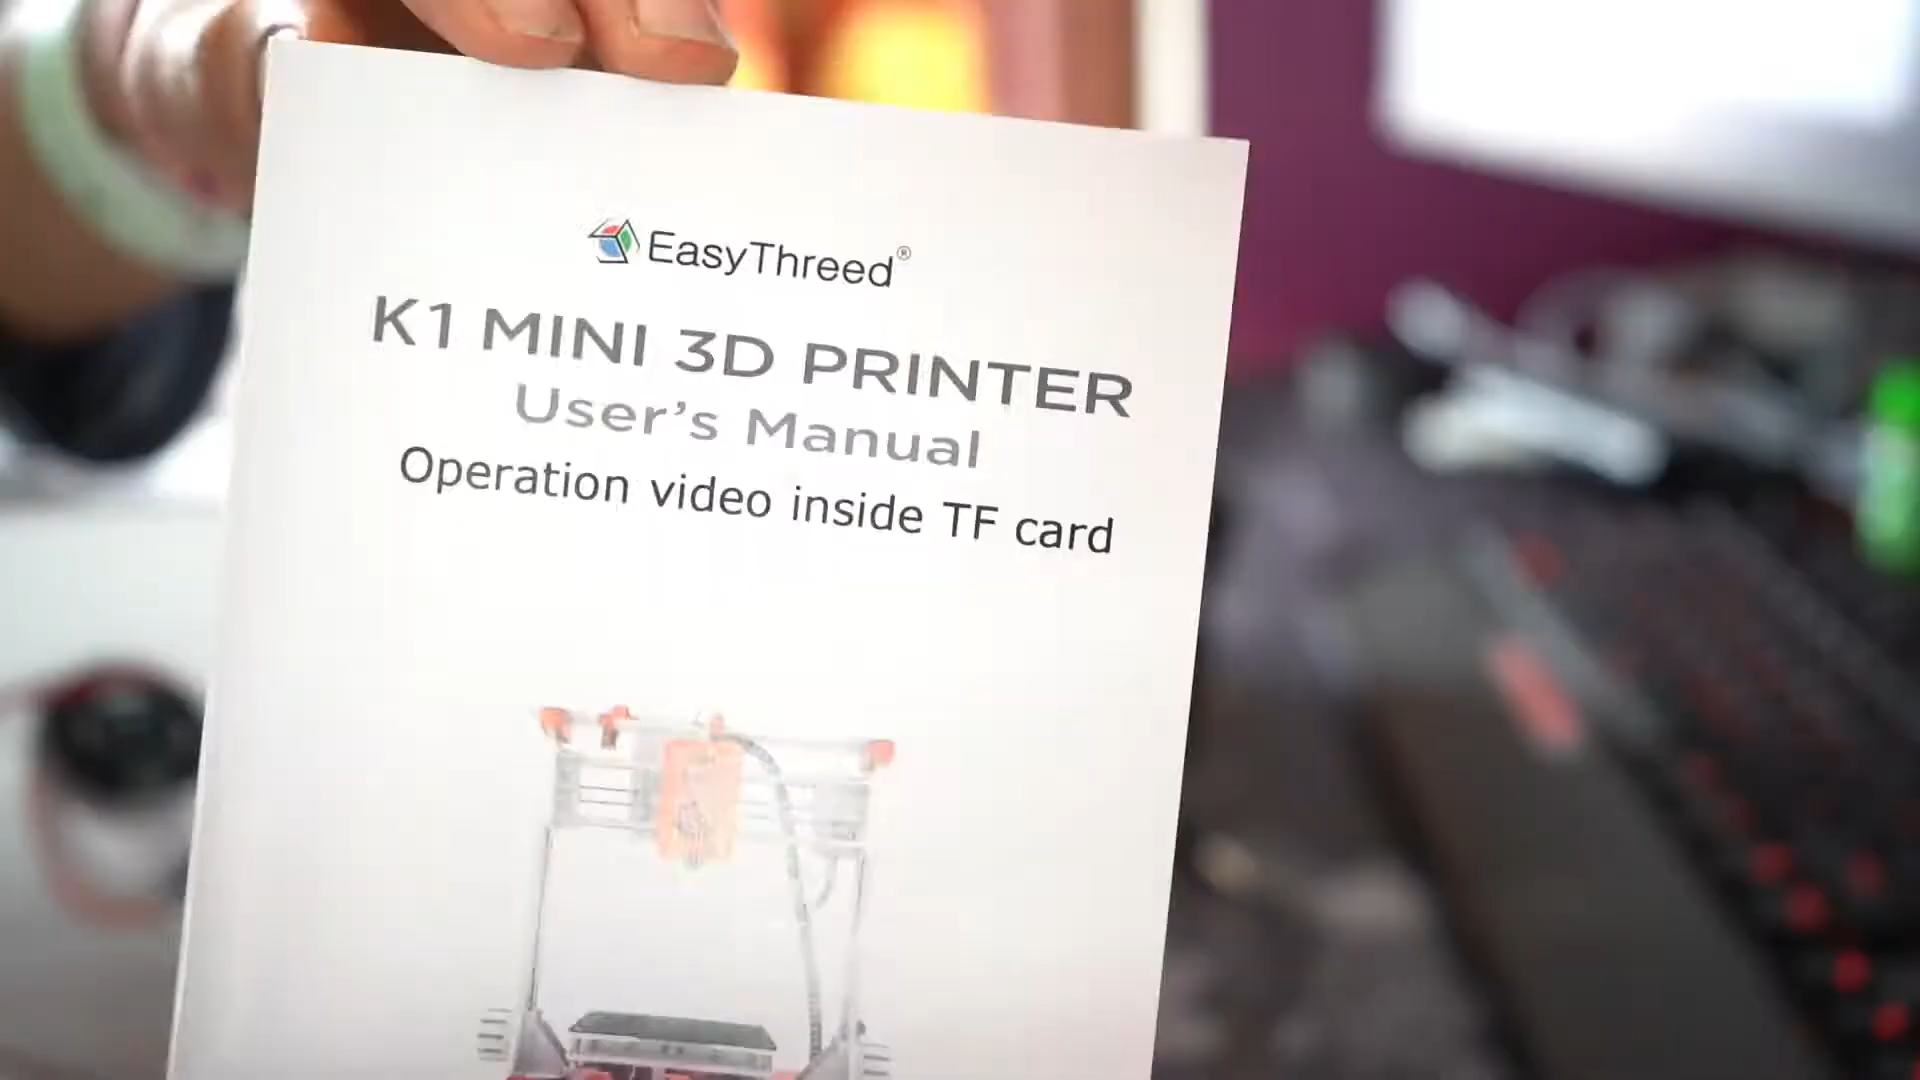 EasyThreed®
K1 MINI 3D PRINTER
User's Manual
Operation video inside TF card